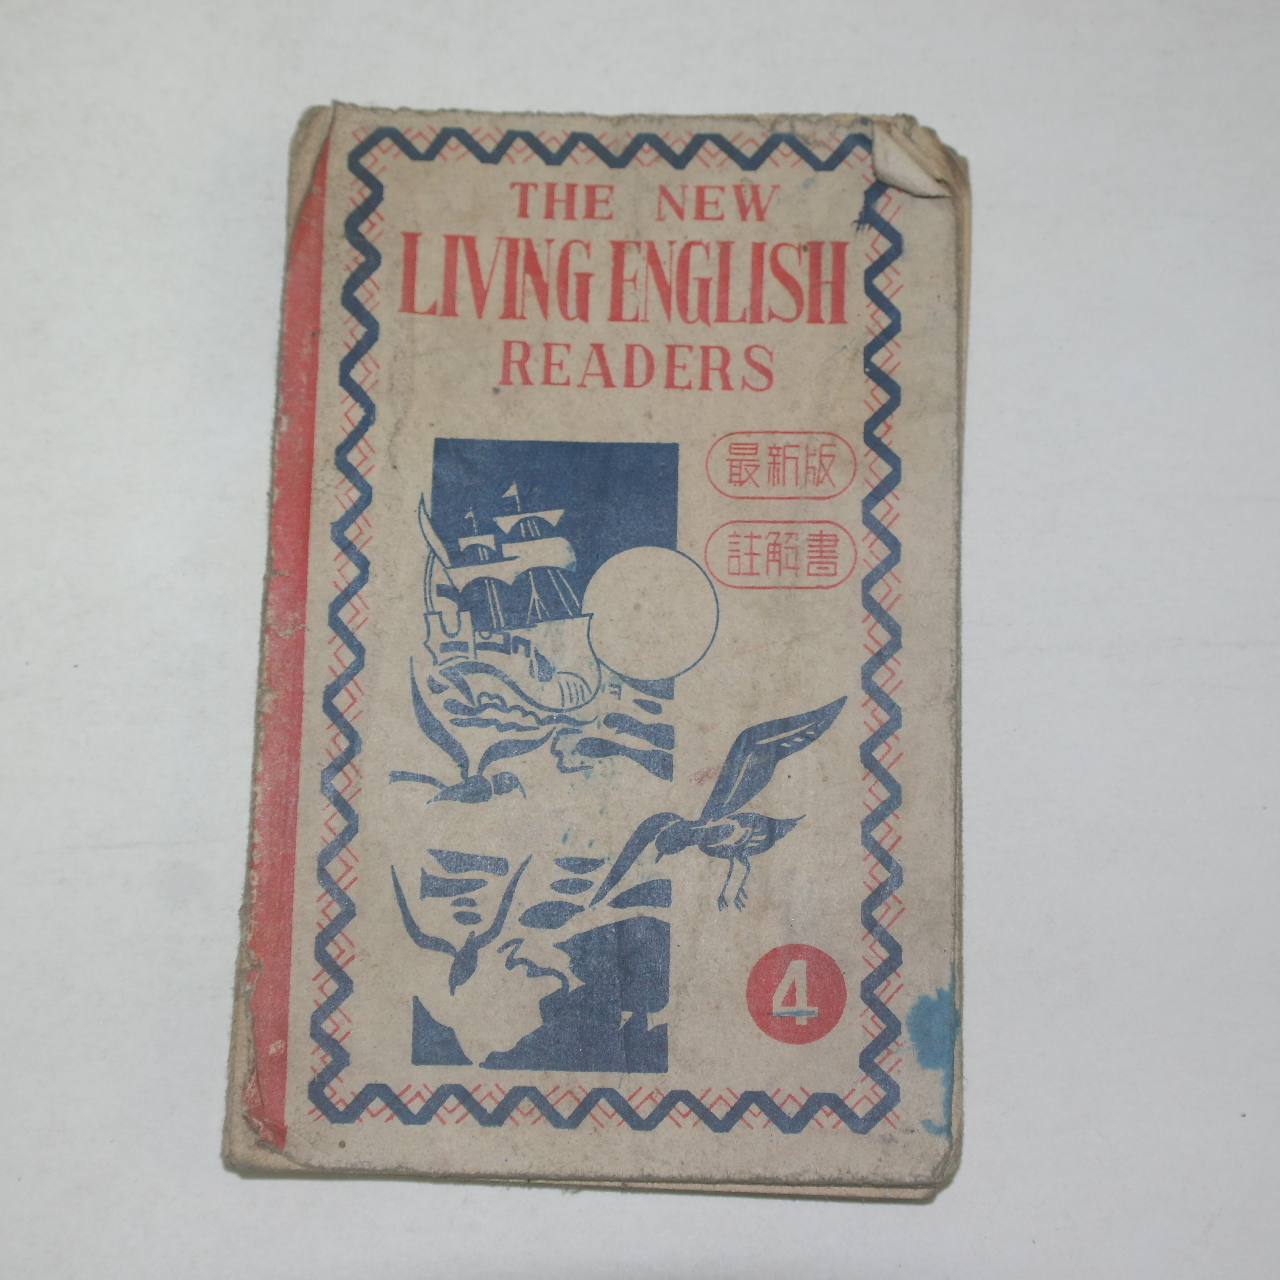 THE NEW
LIVING ENGLISH
READERS
最新版
註解書
4